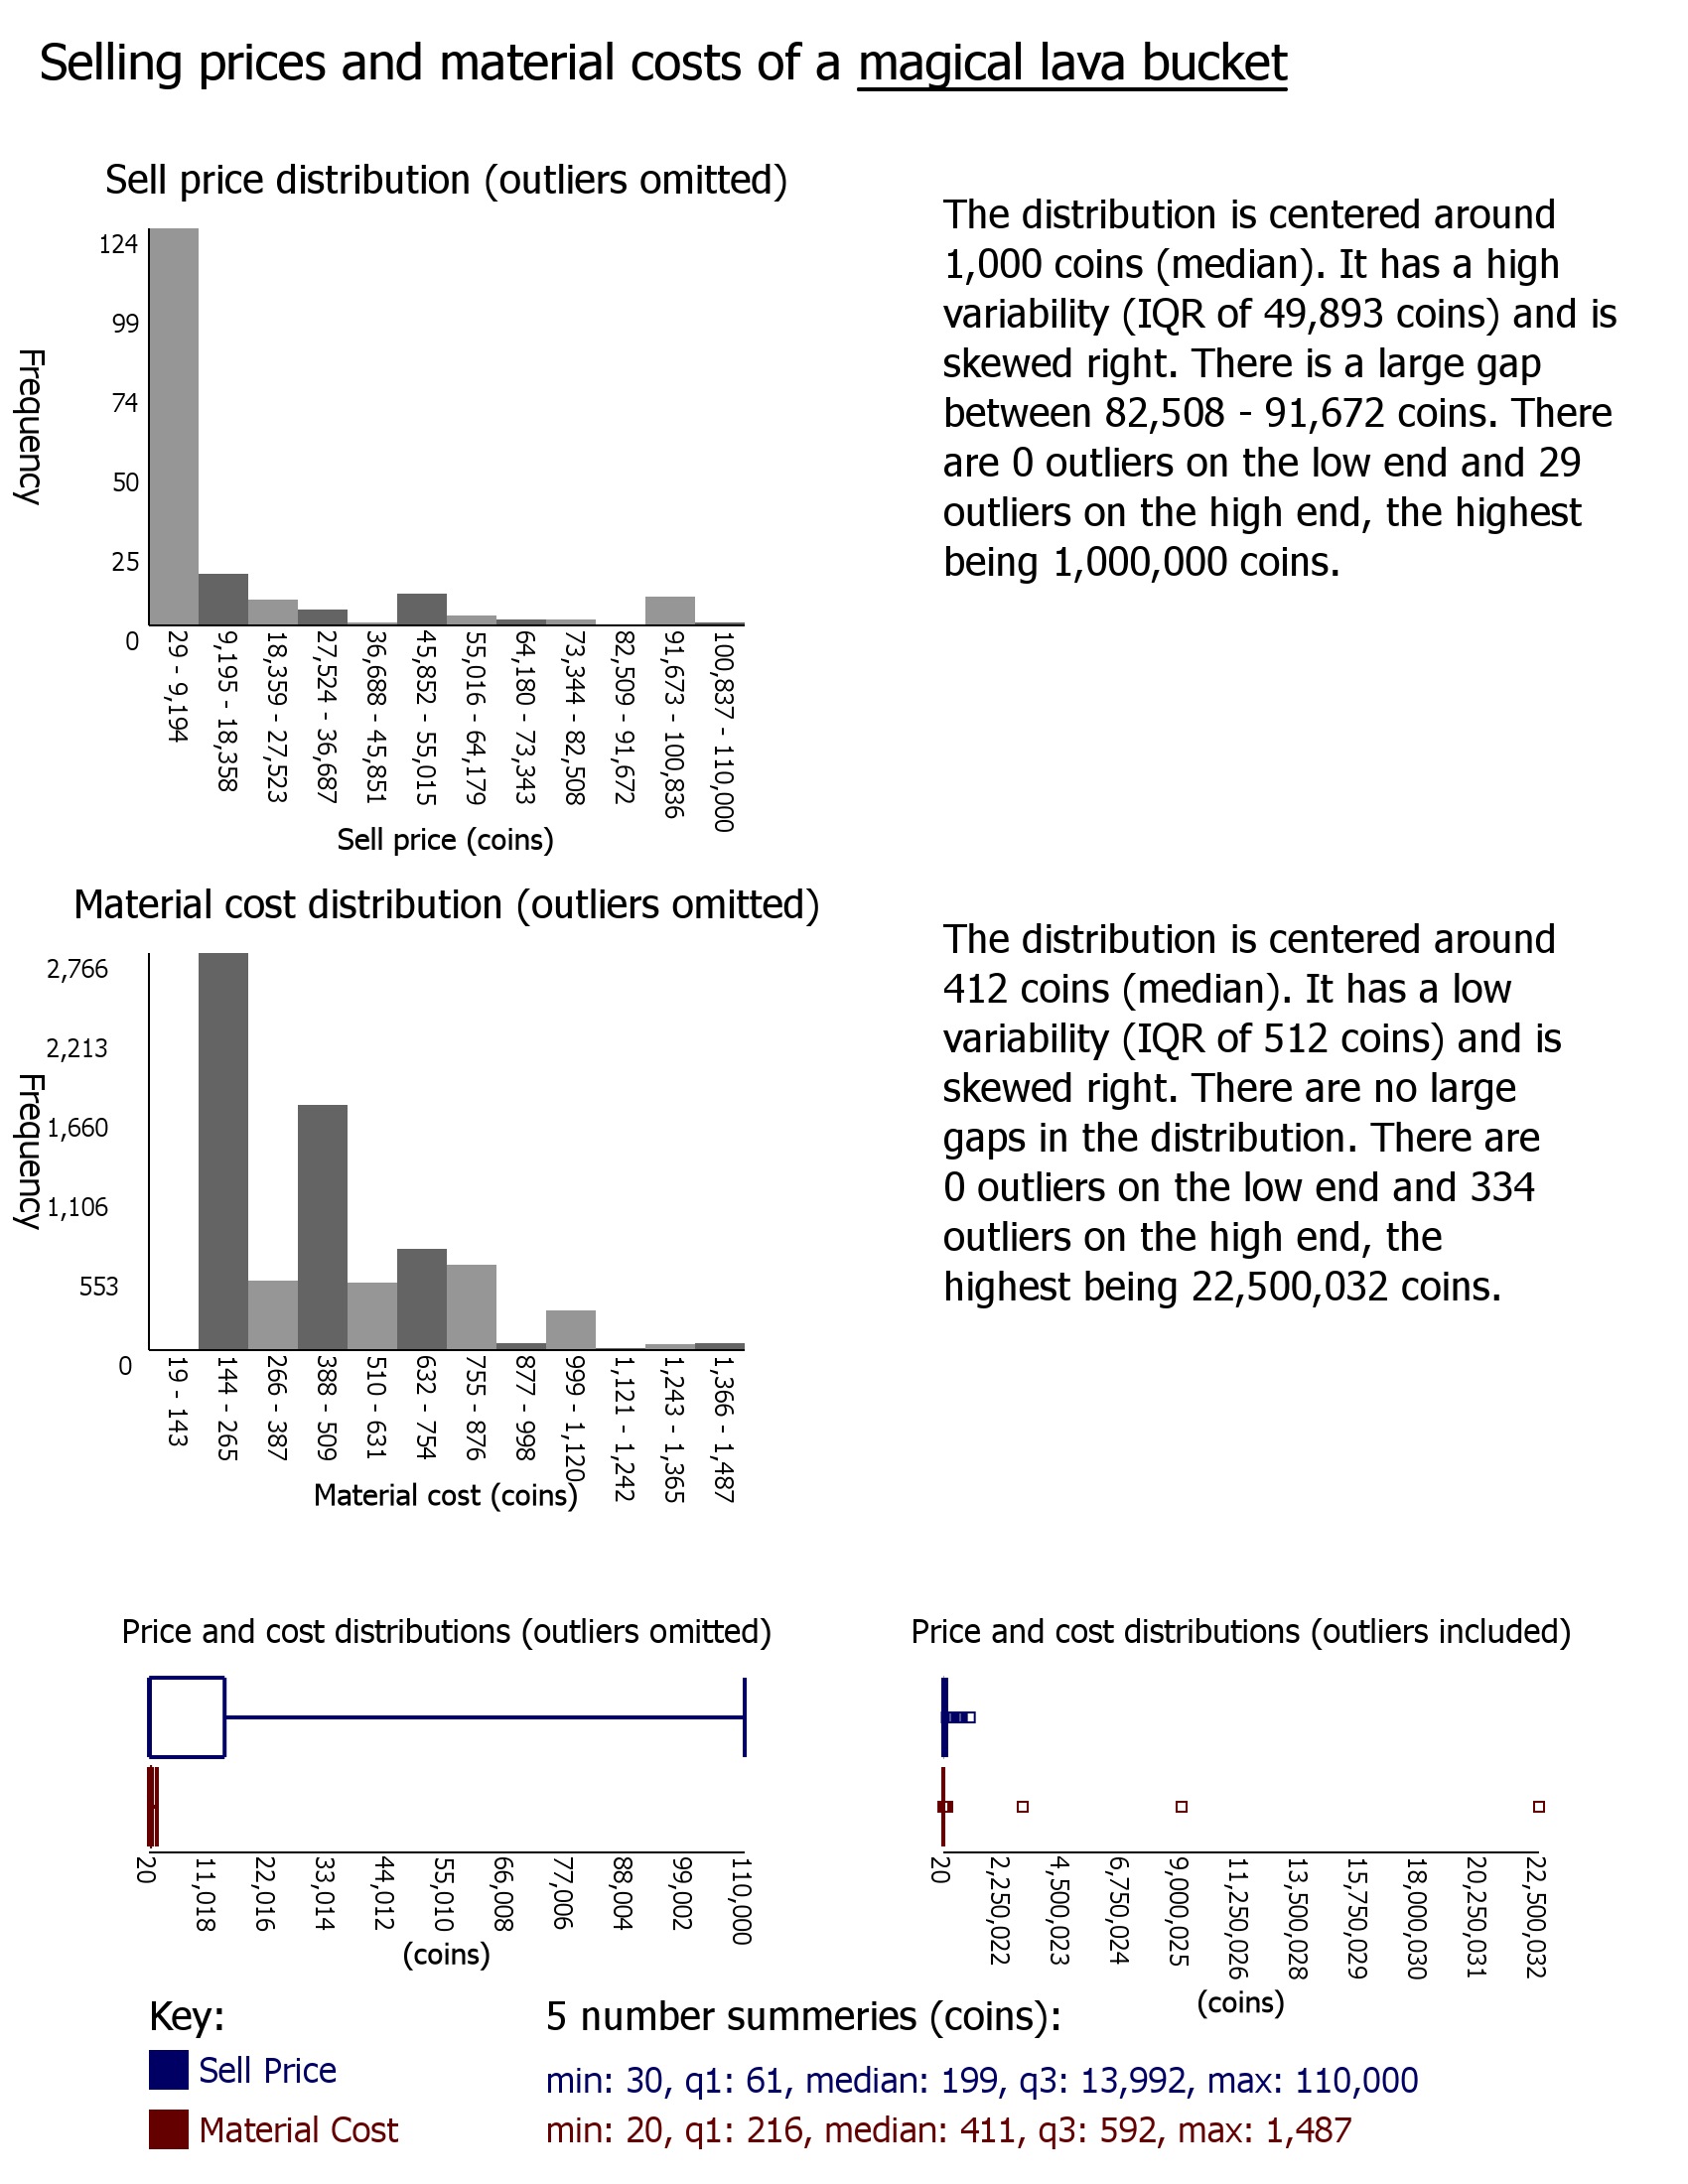 Selling prices and material costs of a magical lava bucket
Sell price distribution (outliers omitted)
Frequency
124
99
74
50
25
0
29 - 9,194
9,195 - 18,358
18,359 - 27,523
27,524 - 36,687
36,688 - 45,851
45,852 - 55,015
55,016 - 64,179
64,180 - 73,343
73,344 - 82,508
82,509 - 91,672
91,673 - 100,836
100,837 - 110,000
Sell price (coins)
The distribution is centered around
1,000 coins (median). It has a high
variability (IQR of 49,893 coins) and is
skewed right. There is a large gap
between 82,508 - 91,672 coins. There
are 0 outliers on the low end and 29
outliers on the high end, the highest
being 1,000,000 coins.
Material cost distribution (outliers omitted)
Frequency
2,766
2,213
1,660
1,106
553
0
19 - 143
144 - 265
266 - 387
388 - 509
510 - 631
632 - 754
755 - 876
877 - 998
999 - 1,120
1,121 - 1,242
1,243 - 1,365
1,366 - 1,487
Material cost (coins)
The distribution is centered around
412 coins (median). It has a low
variability (IQR of 512 coins) and is
skewed right. There are no large
gaps in the distribution. There are
0 outliers on the low end and 334
outliers on the high end, the
highest being 22,500,032 coins.
Price and cost distributions (outliers omitted)
20
11,018
22,016
33,014
44,012
55,010
66,008
77,006
88,004
99,002
110,000
(coins)
Price and cost distributions (outliers included)
20
2,250,022
4,500,023
6,750,024
9,000,025
11,250,026
13,500,028
15,750,029
18,000,030
20,250,031
22,500,032
(coins)
Key:
Sell Price
Material Cost
5 number summeries (coins):
min: 30, q1: 61, median: 199, q3: 13,992, max: 110,000
min: 20, q1: 216, median: 411, q3: 592, max: 1,487